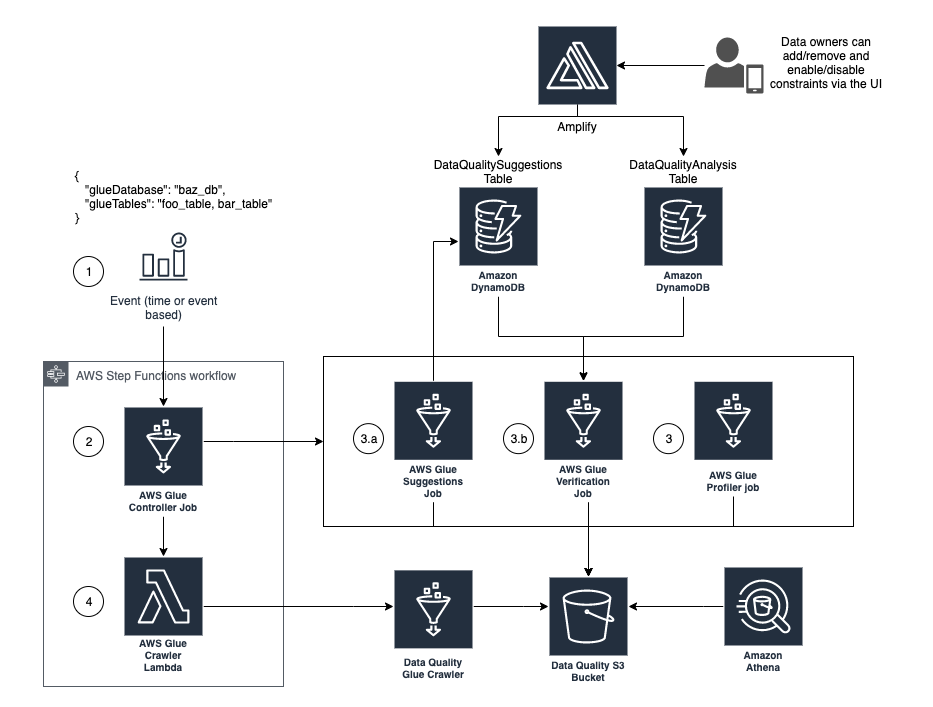 Data owners can
add/remove and
enable/disable
constraints via the UI
Amplify
DataQualitySuggestions
Table
DataQualityAnalysis
Table
{
"glueDatabase": "baz_db",
"glueTables": "foo_table, bar_table"
}
1
Event (time or event
based)
Amazon
DynamoDB
Amazon
DynamoDB
AWS Step Functions workflow
2
AWS Glue
Controller Job
3.a
AWS Glue
Suggestions
Job
3.b
AWS Glue
Verification
Job
3
AWS Glue
Profiler job
4
AWS Glue
Crawler
Lambda
Data Quality
Glue Crawler
Data Quality S3
Bucket
Amazon
Athena